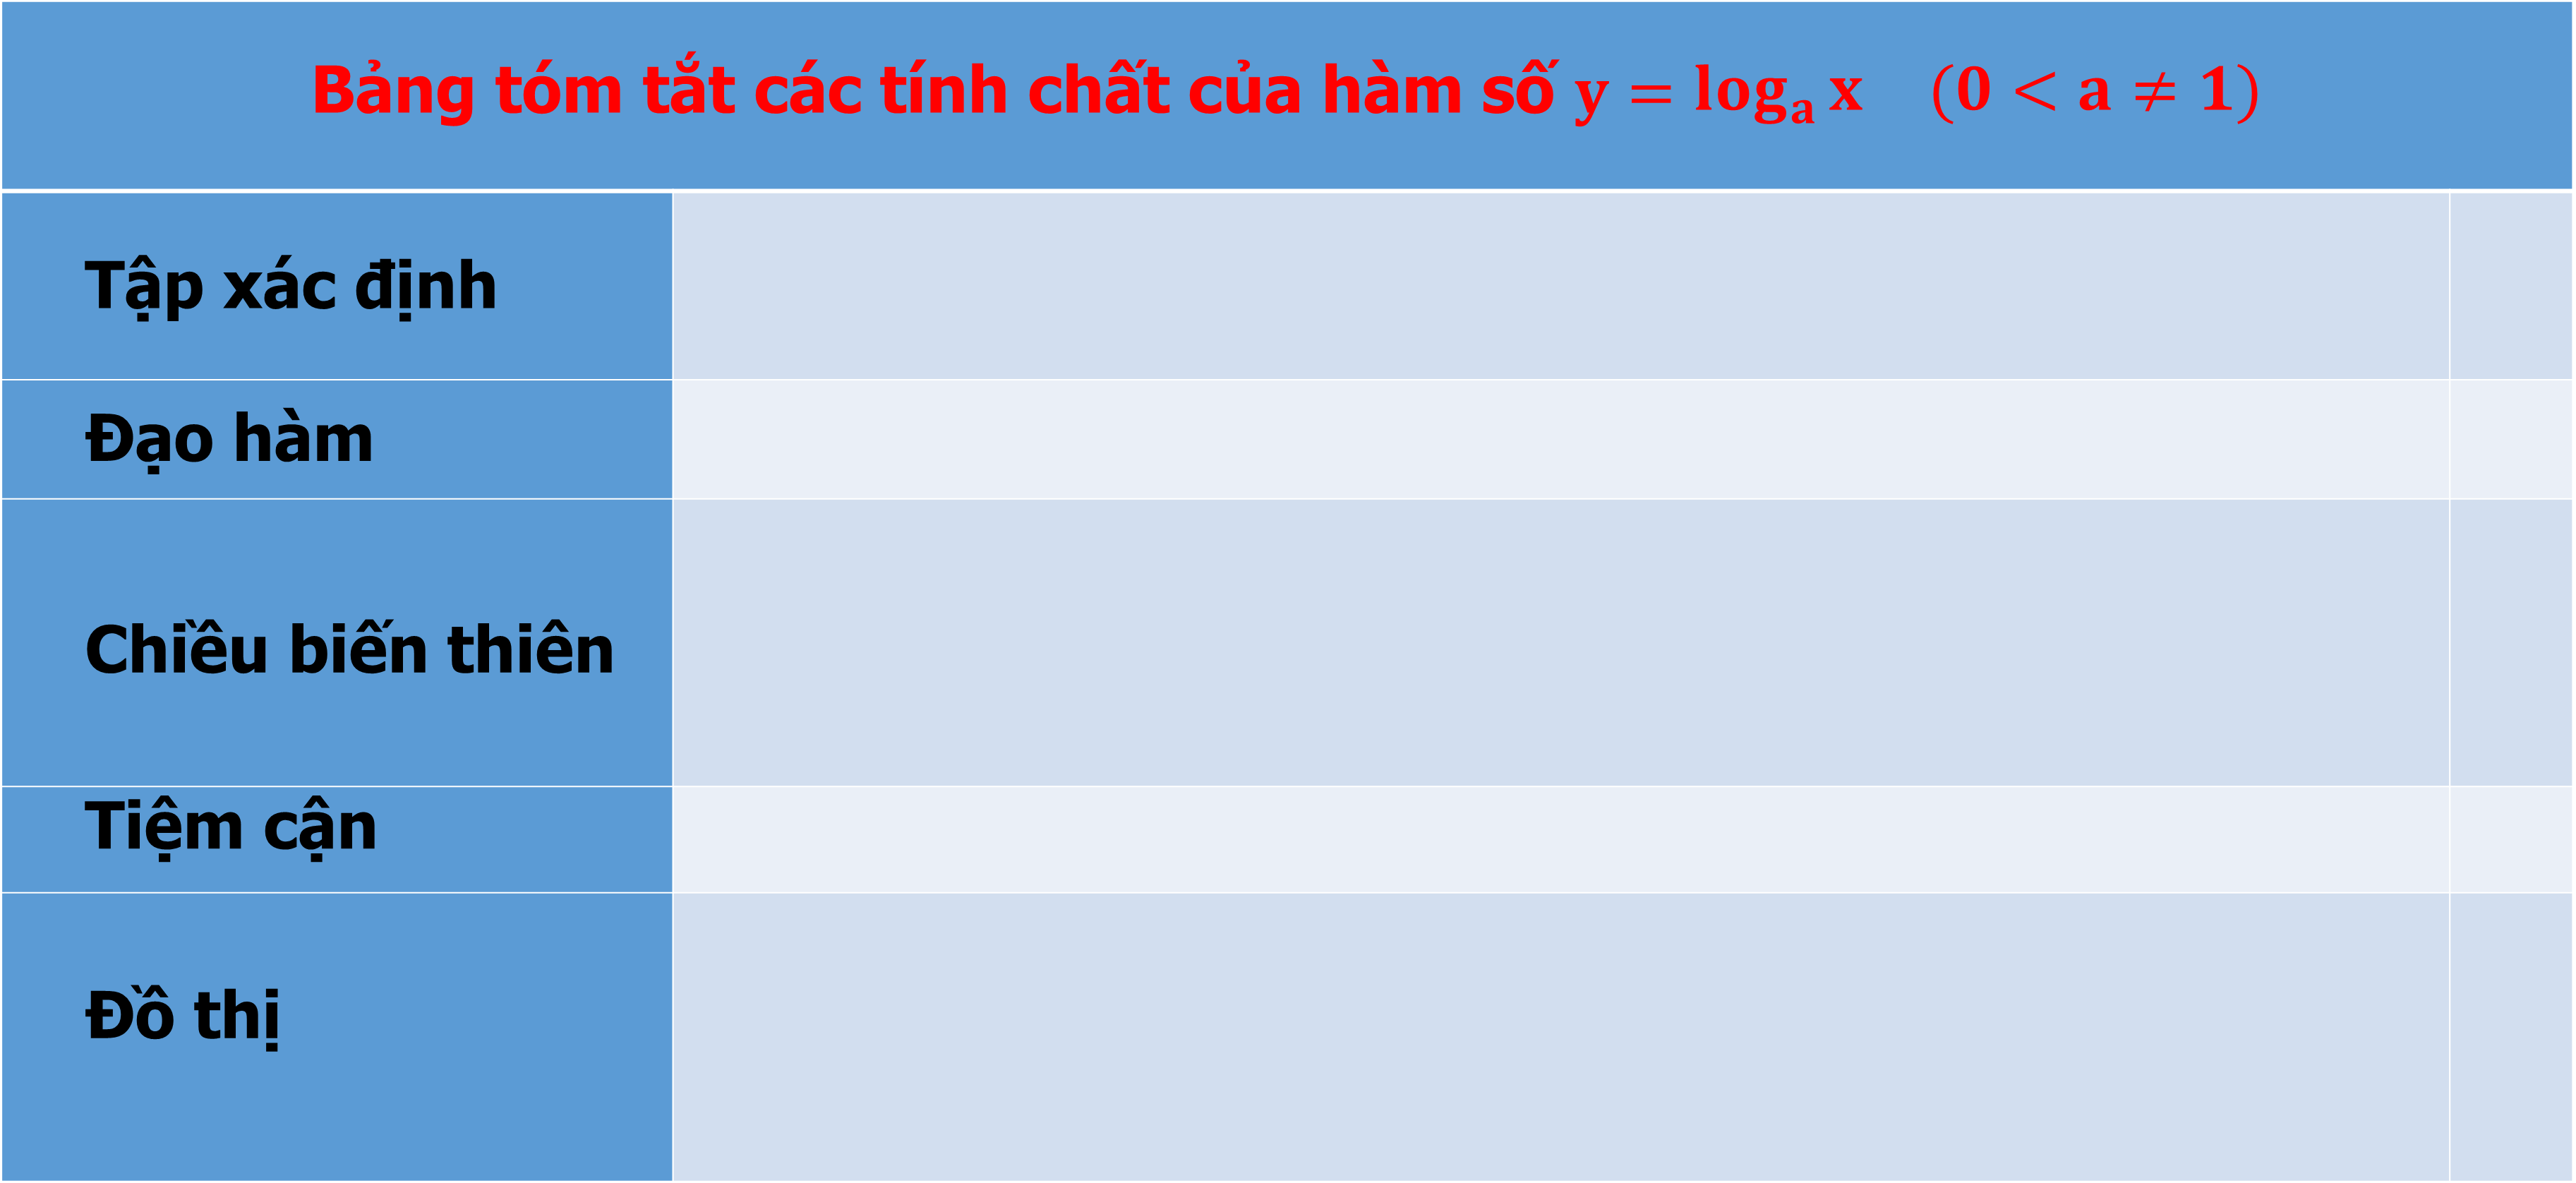 Bảng tóm tắt các tính chất của hàm số y = logₐ x (0 < a ≠ 1)
Tập xác định
Đạo hàm
Chiều biến thiên
Tiệm cận
Đồ thị